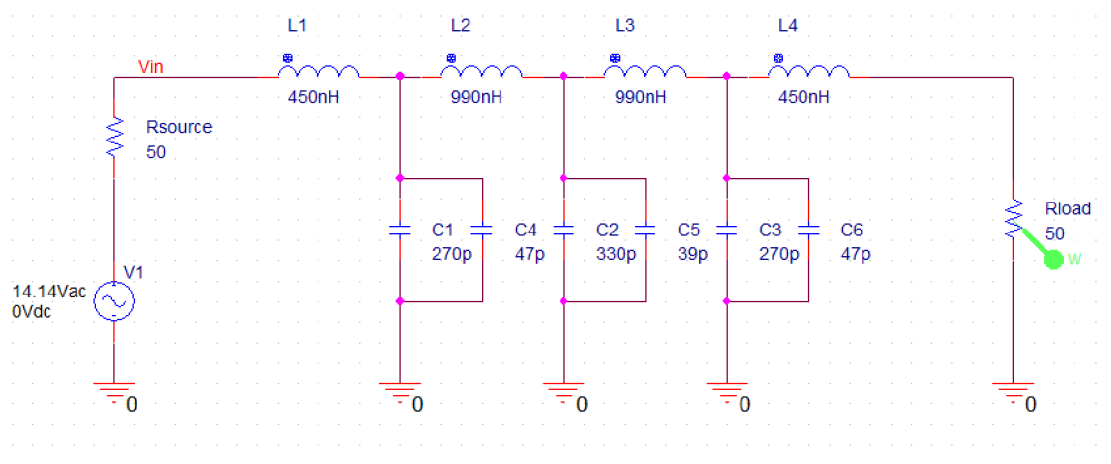 L1
L2
L3
L4
Vin
450nH
990nH
990nH
450nH
Rsource
50
C1
270p
C4
47p
C2
330p
C5
39p
C3
270p
C6
47p
Rload
50
W
V1
14.14Vac
0Vdc
0
0
0
0
0